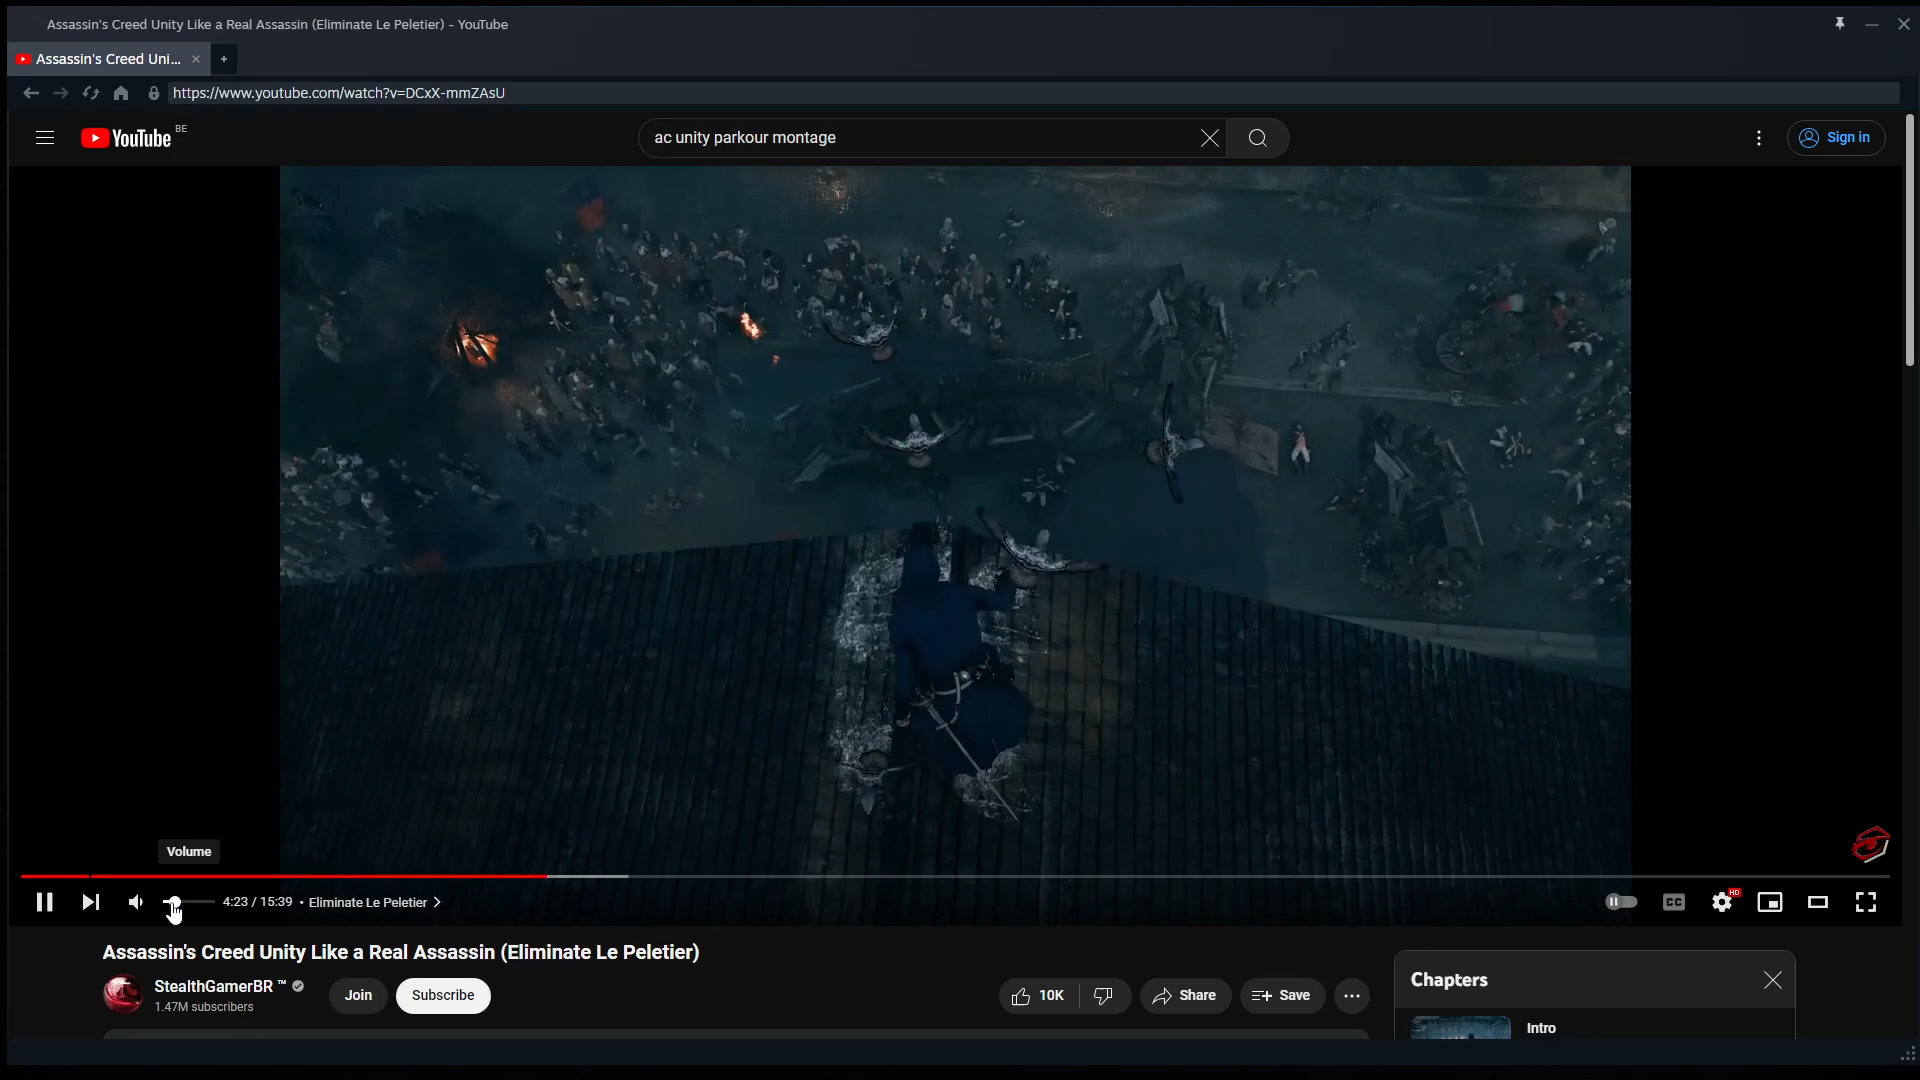 Assassin's Creed Unity Like a Real Assassin (Eliminate Le Peletier) - YouTube
Assassin's Creed Uni...
https://www.youtube.com/watch?v=DCxX-mmZAsU
YouTube BE
ac unity parkour montage
Sign in
Volume
4:23 / 15:39 • Eliminate Le Peletier
CC
HD
Assassin's Creed Unity Like a Real Assassin (Eliminate Le Peletier)
StealthGamerBR ™
1.47M subscribers
Join
Subscribe
10K
Share
Save
Chapters
Intro